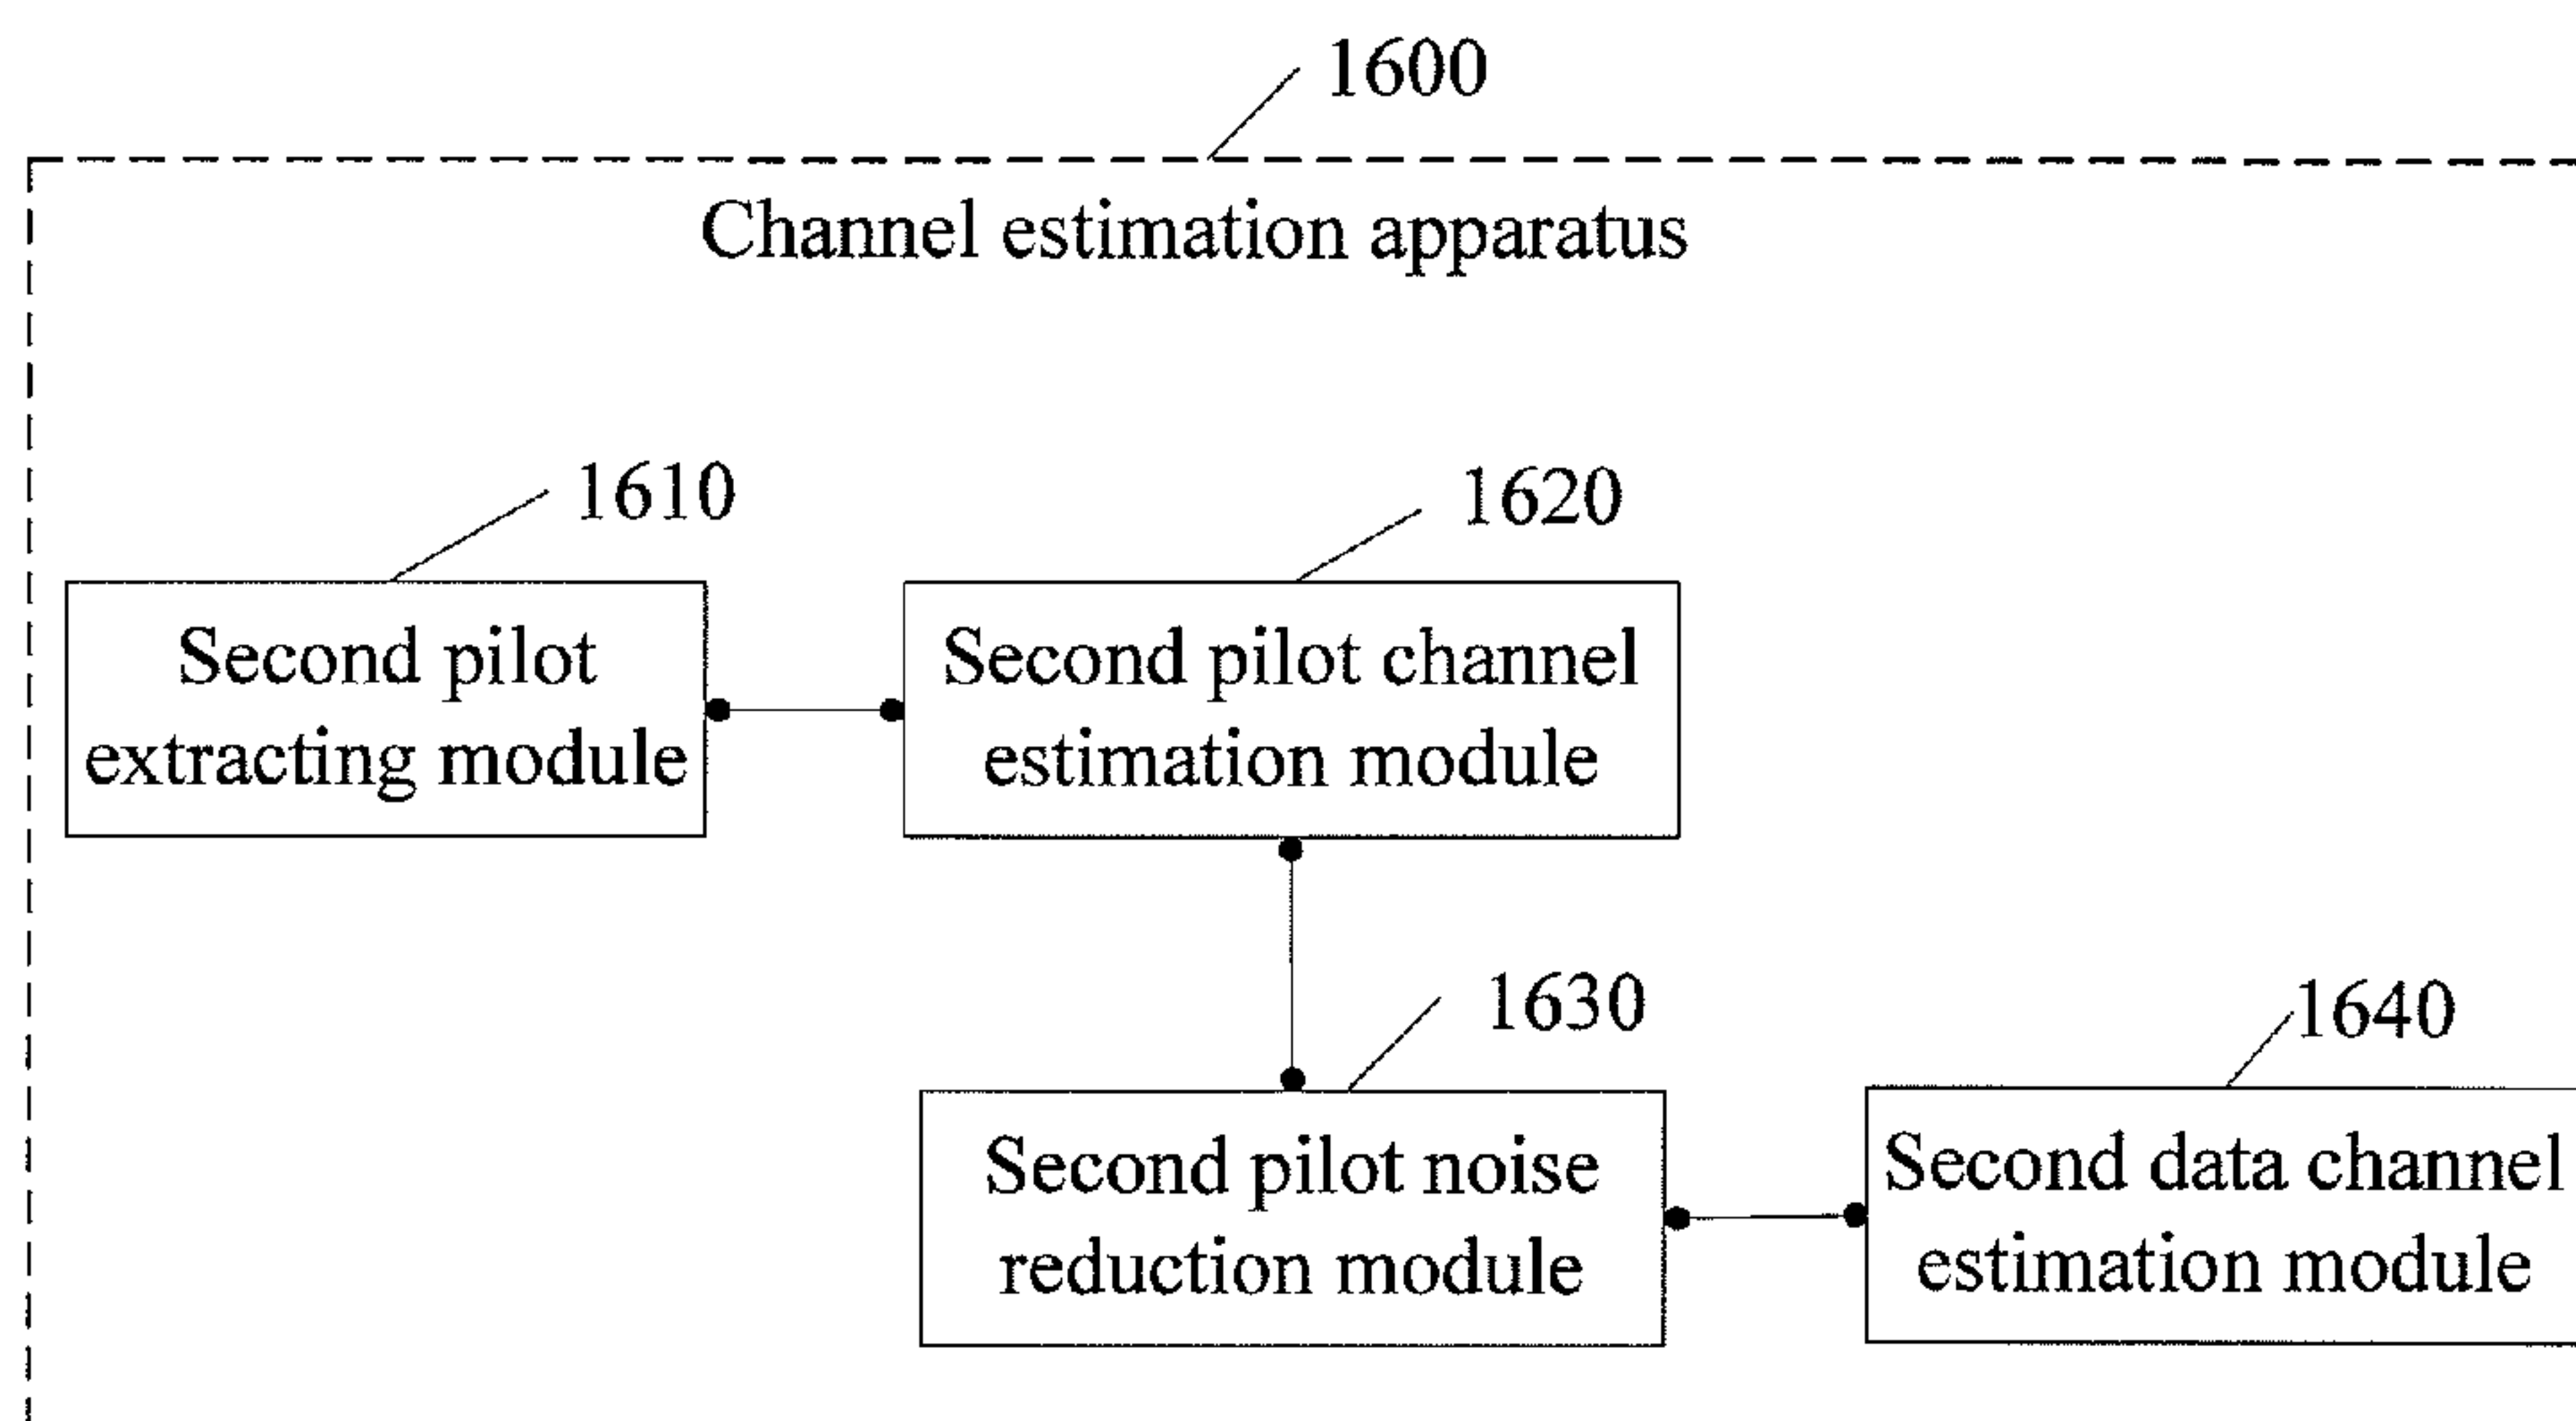 1600
Channel estimation apparatus
1610
1620
Second pilot
extracting module
Second pilot channel
estimation module
1630
1640
Second pilot noise
reduction module
Second data channel
estimation module